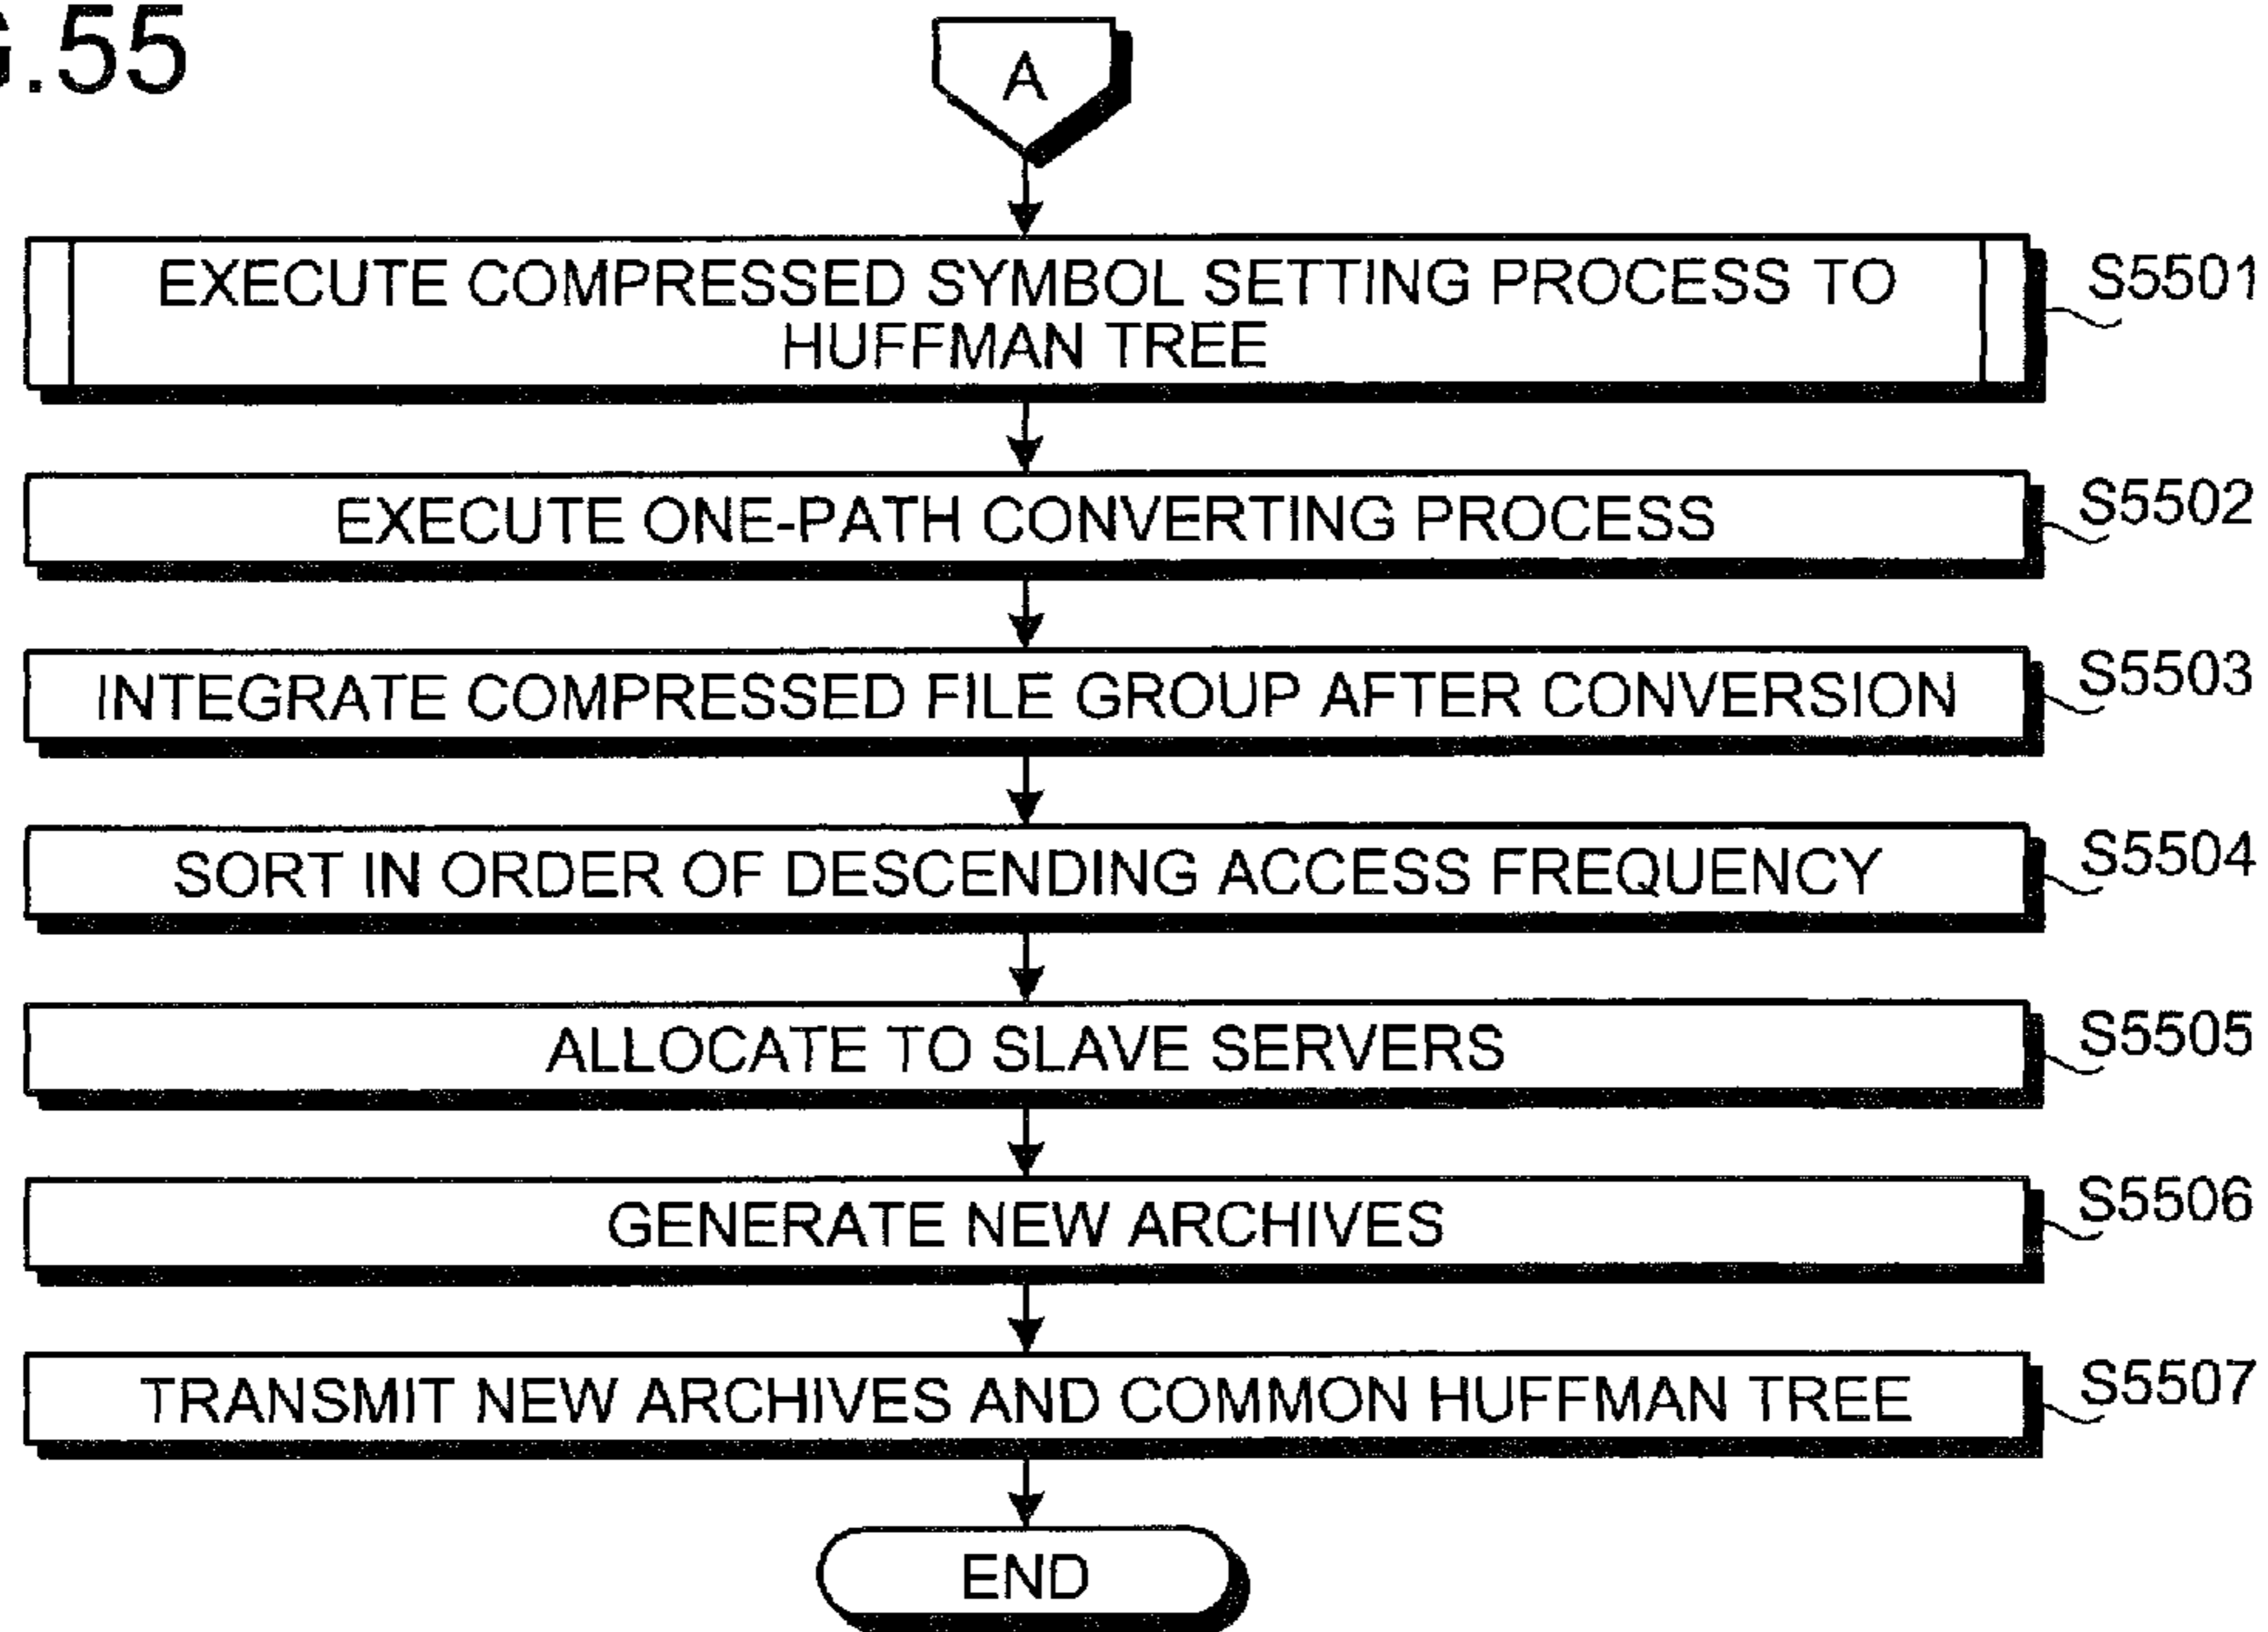 G.55
A
EXECUTE COMPRESSED SYMBOL SETTING PROCESS TO
HUFFMAN TREE
S5501
EXECUTE ONE-PATH CONVERTING PROCESS
S5502
INTEGRATE COMPRESSED FILE GROUP AFTER CONVERSION
S5503
SORT IN ORDER OF DESCENDING ACCESS FREQUENCY
S5504
ALLOCATE TO SLAVE SERVERS
S5505
GENERATE NEW ARCHIVES
S5506
TRANSMIT NEW ARCHIVES AND COMMON HUFFMAN TREE
S5507
END